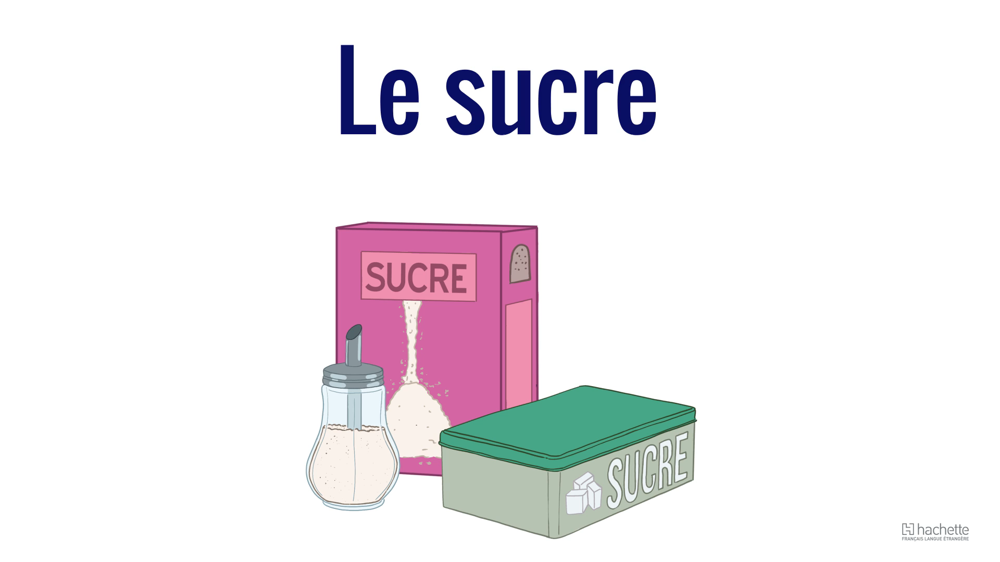 Le sucre
SUCRE
SUCRE
hachette
FRANÇAIS LANGUE ÉTRANGÈRE